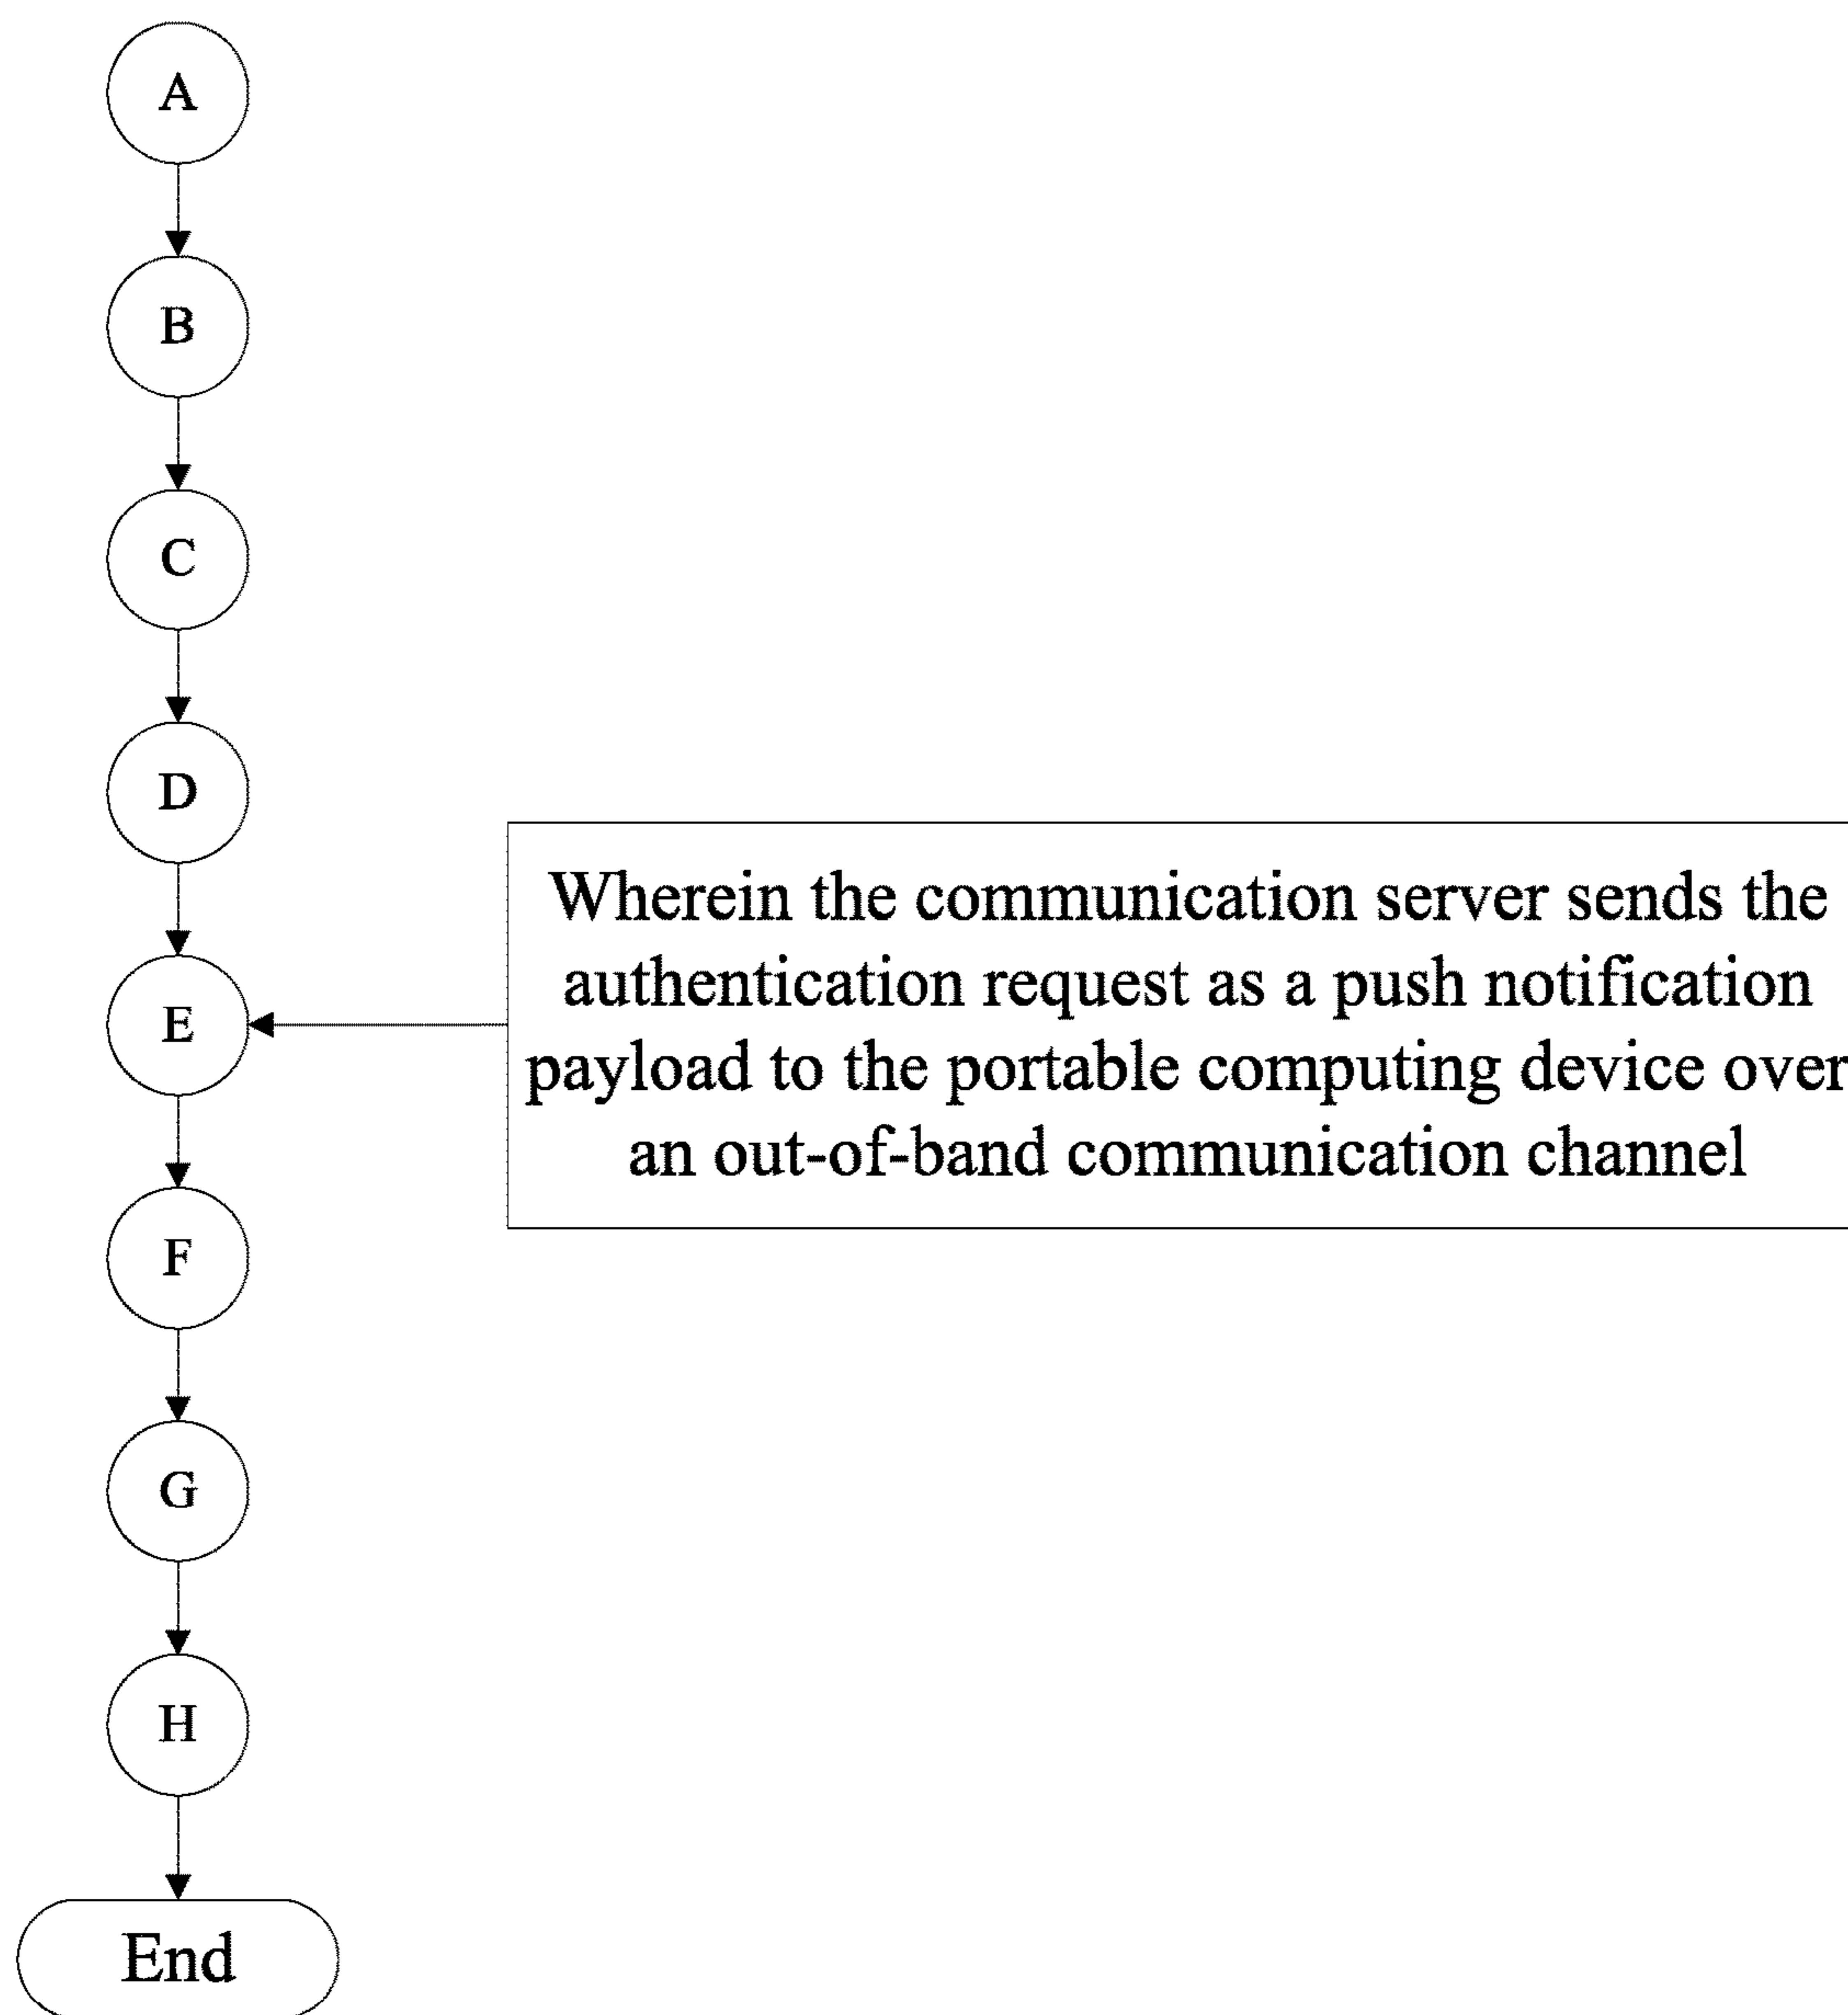 A
B
C
D
Wherein the communication server sends the
authentication request as a push notification
payload to the portable computing device over
an out-of-band communication channel
E
F
G
H
End